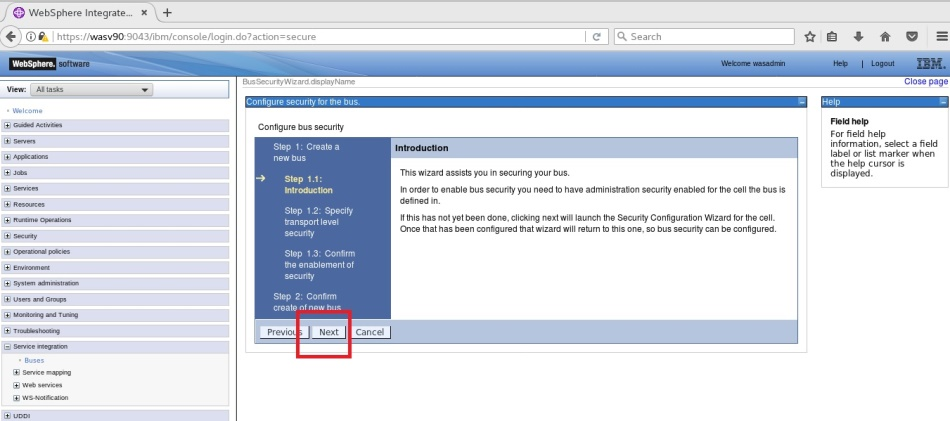 WebSphere Integrate...
https://wasv90:9043/ibm/console/login.do?action=secure
Search
WebSphere. software
Welcome wasadmin
Help
Logout
IBM.
View: All tasks
Welcome
Guided Activities
Servers
Applications
Jobs
Services
Resources
Runtime Operations
Security
Operational policies
Environment
System administration
Users and Groups
Monitoring and Tuning
Troubleshooting
Service integration
Buses
Service mapping
Web services
WS-Notification
UDDI
BusSecurityWizard.displayName
Close page
Configure security for the bus.
Configure bus security
Step 1: Create a
new bus
Step 1.1:
Introduction
Step 1.2: Specify
transport level
security
Step 1.3: Confirm
the enablement of
security
Step 2: Confirm
create of new bus
Introduction
This wizard assists you in securing your bus.
In order to enable bus security you need to have administration security enabled for the cell the bus is
defined in.
If this has not yet been done, clicking next will launch the Security Configuration Wizard for the cell.
Once that has been configured that wizard will return to this one, so bus security can be configured.
Previous
Next
Cancel
Help
Field help
For field help
information, select a field
label or list marker when
the help cursor is
displayed.